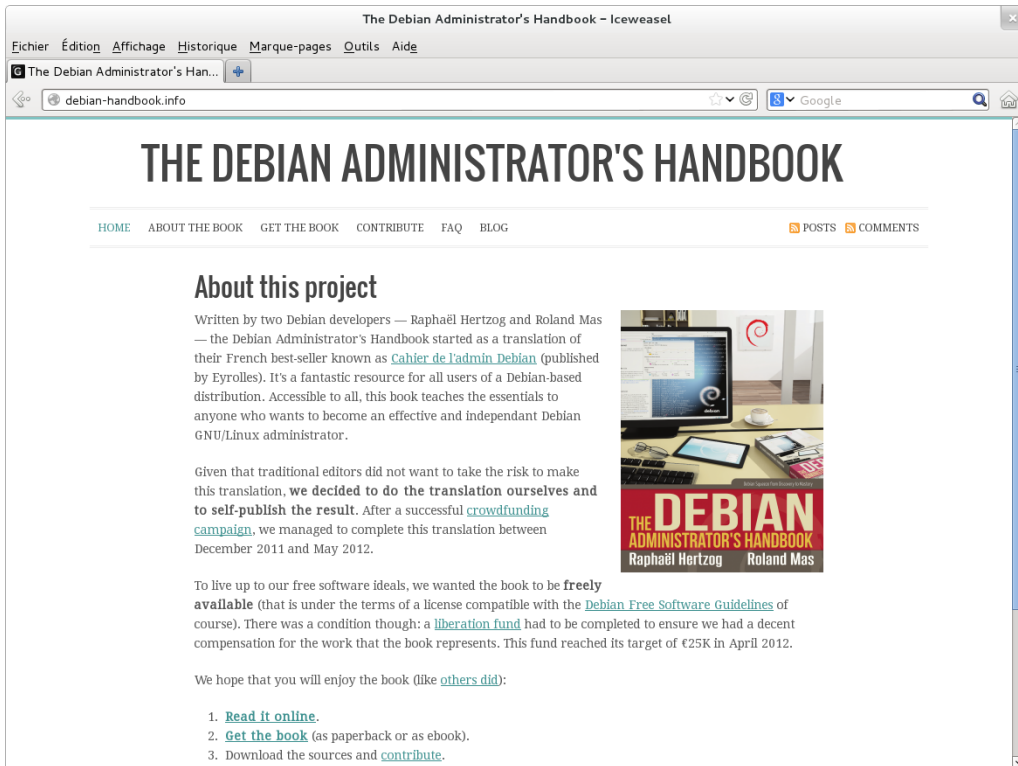 The Debian Administrator's Handbook – Iceweasel
Fichier Édition Affichage Historique Marque-pages Outils Aide
The Debian Administrator's Han...
debian-handbook.info
Google
THE DEBIAN ADMINISTRATOR'S HANDBOOK
HOME ABOUT THE BOOK GET THE BOOK CONTRIBUTE FAQ BLOG POSTS COMMENTS
About this project
Written by two Debian developers — Raphaël Hertzog and Roland Mas
— the Debian Administrator's Handbook started as a translation of
their French best-seller known as Cahier de l'admin Debian (published
by Eyrolles). It's a fantastic resource for all users of a Debian-based
distribution. Accessible to all, this book teaches the essentials to
anyone who wants to become an effective and independant Debian
GNU/Linux administrator.
Given that traditional editors did not want to take the risk to make
this translation, we decided to do the translation ourselves and
to self-publish the result. After a successful crowdfunding
campaign, we managed to complete this translation between
December 2011 and May 2012.
debian
Debian Squeeze from Discovery to Mastery
THE DEBIAN
ADMINISTRATOR'S HANDBOOK
Raphaël Hertzog Roland Mas
To live up to our free software ideals, we wanted the book to be freely
available (that is under the terms of a license compatible with the Debian Free Software Guidelines of
course). There was a condition though: a liberation fund had to be completed to ensure we had a decent
compensation for the work that the book represents. This fund reached its target of €25K in April 2012.
We hope that you will enjoy the book (like others did):
1. Read it online.
2. Get the book (as paperback or as ebook).
3. Download the sources and contribute.